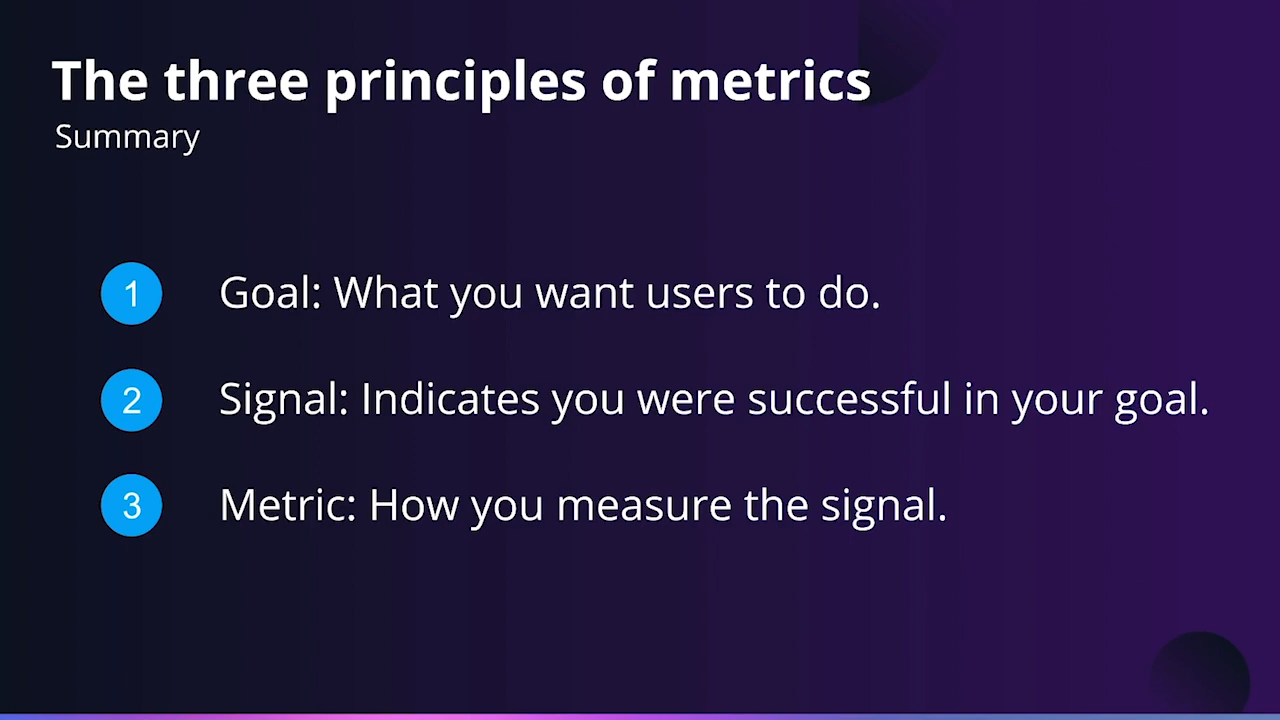 The three principles of metrics
Summary
1 Goal: What you want users to do.
2 Signal: Indicates you were successful in your goal.
3 Metric: How you measure the signal.